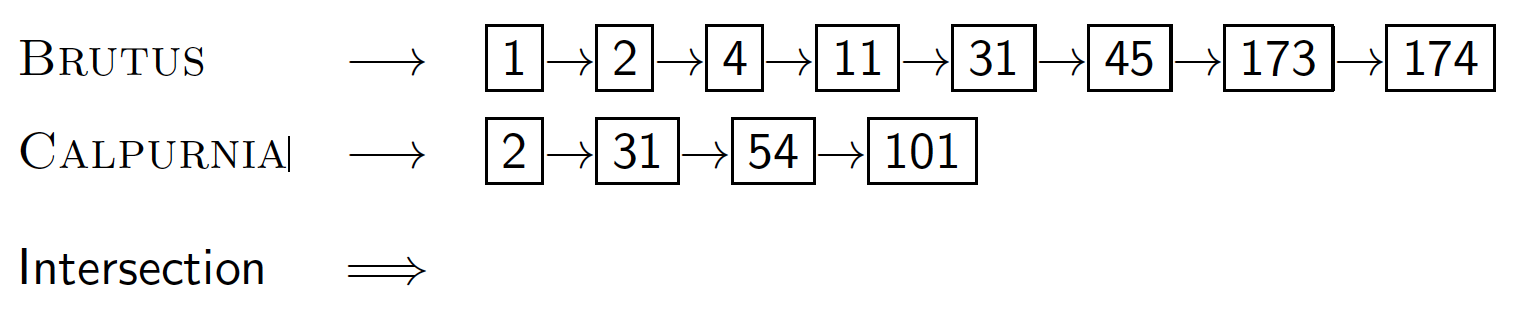 BRUTUS ⟶ 1 → 2 → 4 → 11 → 31 → 45 → 173 → 174
CALPURNIA ⟶ 2 → 31 → 54 → 101
Intersection ⟹